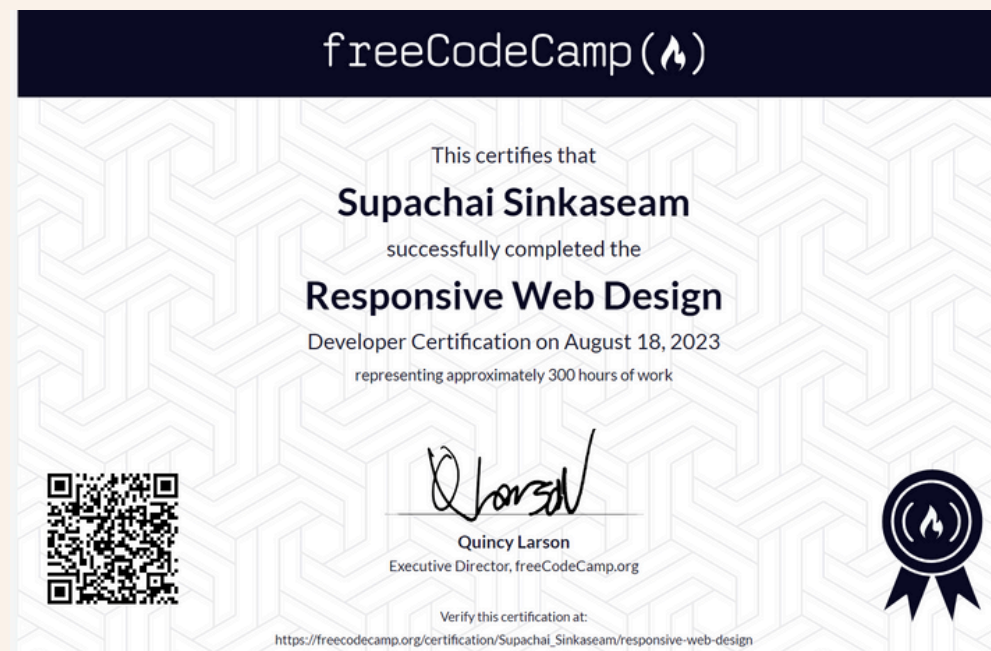 freeCodeCamp(🔥)
This certifies that
Supachai Sinkaseam
successfully completed the
Responsive Web Design
Developer Certification on August 18, 2023
representing approximately 300 hours of work
Q Larson
Quincy Larson
Executive Director, freeCodeCamp.org
Verify this certification at:
https://freecodecamp.org/certification/Supachai_Sinkaseam/responsive-web-design